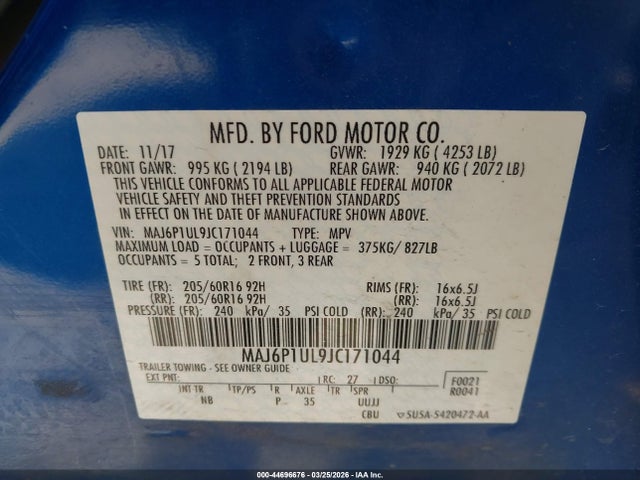 MFD. BY FORD MOTOR CO.
DATE: 11/17 GVWR: 1929 KG ( 4253 LB)
FRONT GAWR: 995 KG ( 2194 LB) REAR GAWR: 940 KG ( 2072 LB)
THIS VEHICLE CONFORMS TO ALL APPLICABLE FEDERAL MOTOR
VEHICLE SAFETY AND THEFT PREVENTION STANDARDS
IN EFFECT ON THE DATE OF MANUFACTURE SHOWN ABOVE.
VIN: MAJ6P1UL9JC171044 TYPE: MPV
MAXIMUM LOAD = OCCUPANTS + LUGGAGE = 375KG/ 827LB
OCCUPANTS = 5 TOTAL; 2 FRONT, 3 REAR
TIRE (FR): 205/60R16 92H RIMS (FR): 16x6.5J
(RR): 205/60R16 92H (RR): 16x6.5J
PRESSURE (FR): 240 kPa/ 35 PSI COLD (RR): 240 kPa/ 35 PSI COLD
MAJ6P1UL9JC171044
TRAILER TOWING - SEE OWNER GUIDE
EXT PNT: RC: 27 DSO: F0021
INT TR TP/PS R AXLE TR SPR R0041
NB P 35 UUJJ
CBU 5USA-5420472-AA
000-44696676 | 03/25/2026 | IAA Inc.